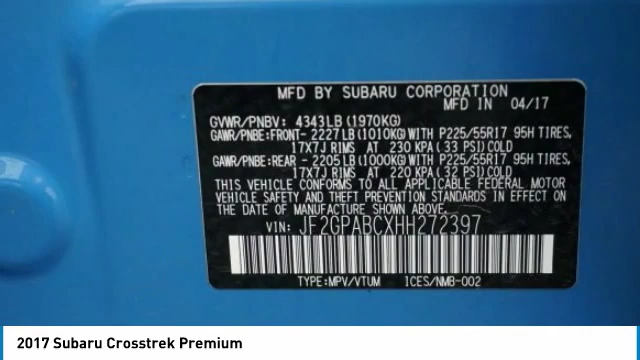 MFD BY SUBARU CORPORATION
MFD IN 04/17
GVWR/PNBV: 4343LB (1970KG)
GAWR/PNBE:FRONT- 2227LB (1010KG) WITH P225/55R17 95H TIRES,
17X7J RIMS AT 230 KPA (33 PSI) COLD
GAWR/PNBE:REAR - 2205LB (1000KG) WITH P225/55R17 95H TIRES,
17X7J RIMS AT 220 KPA (32 PSI) COLD
THIS VEHICLE CONFORMS TO ALL APPLICABLE FEDERAL MOTOR
VEHICLE SAFETY AND THEFT PREVENTION STANDARDS IN EFFECT ON
THE DATE OF MANUFACTURE SHOWN ABOVE.
VIN: JF2GPABCXHH272397
TYPE:MPV/VTUM ICES/NMB-002
2017 Subaru Crosstrek Premium